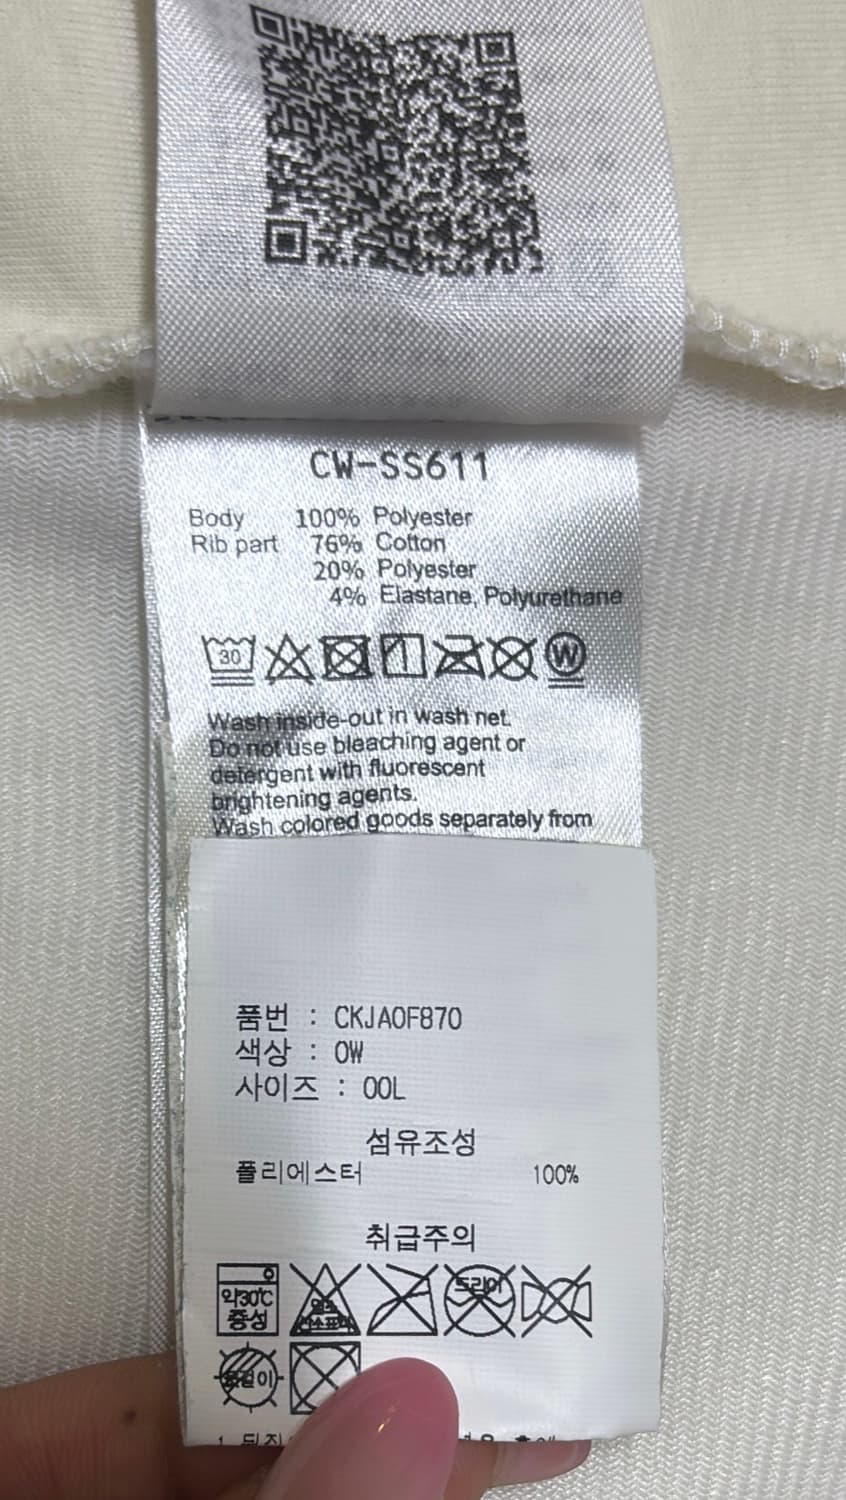 CW-SS611
Body 100% Polyester
Rib part 76% Cotton
20% Polyester
4% Elastane, Polyurethane
30
W
Wash inside-out in wash net.
Do not use bleaching agent or
detergent with fluorescent
brightening agents.
Wash colored goods separately from
품번 : CKJA0F870
색상 : OW
사이즈 : 00L
섬유조성
폴리에스터 100%
취급주의
약30℃
중성
드라이